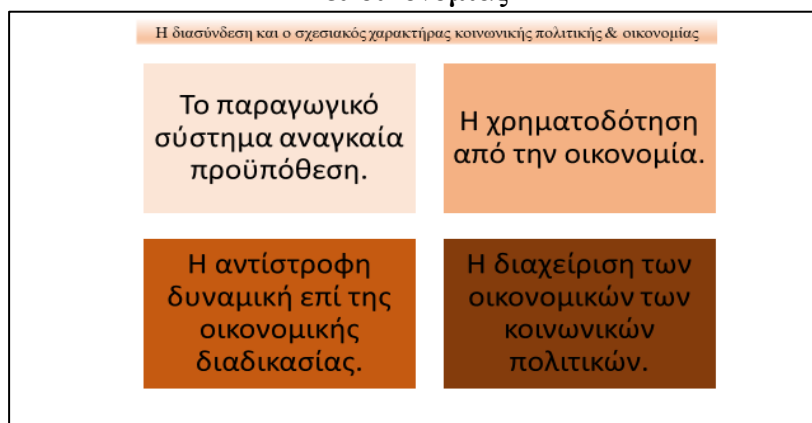 Η διασύνδεση και ο σχεσιακός χαρακτήρας κοινωνικής πολιτικής & οικονομίας
Το παραγωγικό
σύστημα αναγκαία
προϋπόθεση.
Η χρηματοδότηση
από την οικονομία.
Η αντίστροφη
δυναμική επί της
οικονομικής
διαδικασίας.
Η διαχείριση των
οικονομικών των
κοινωνικών
πολιτικών.